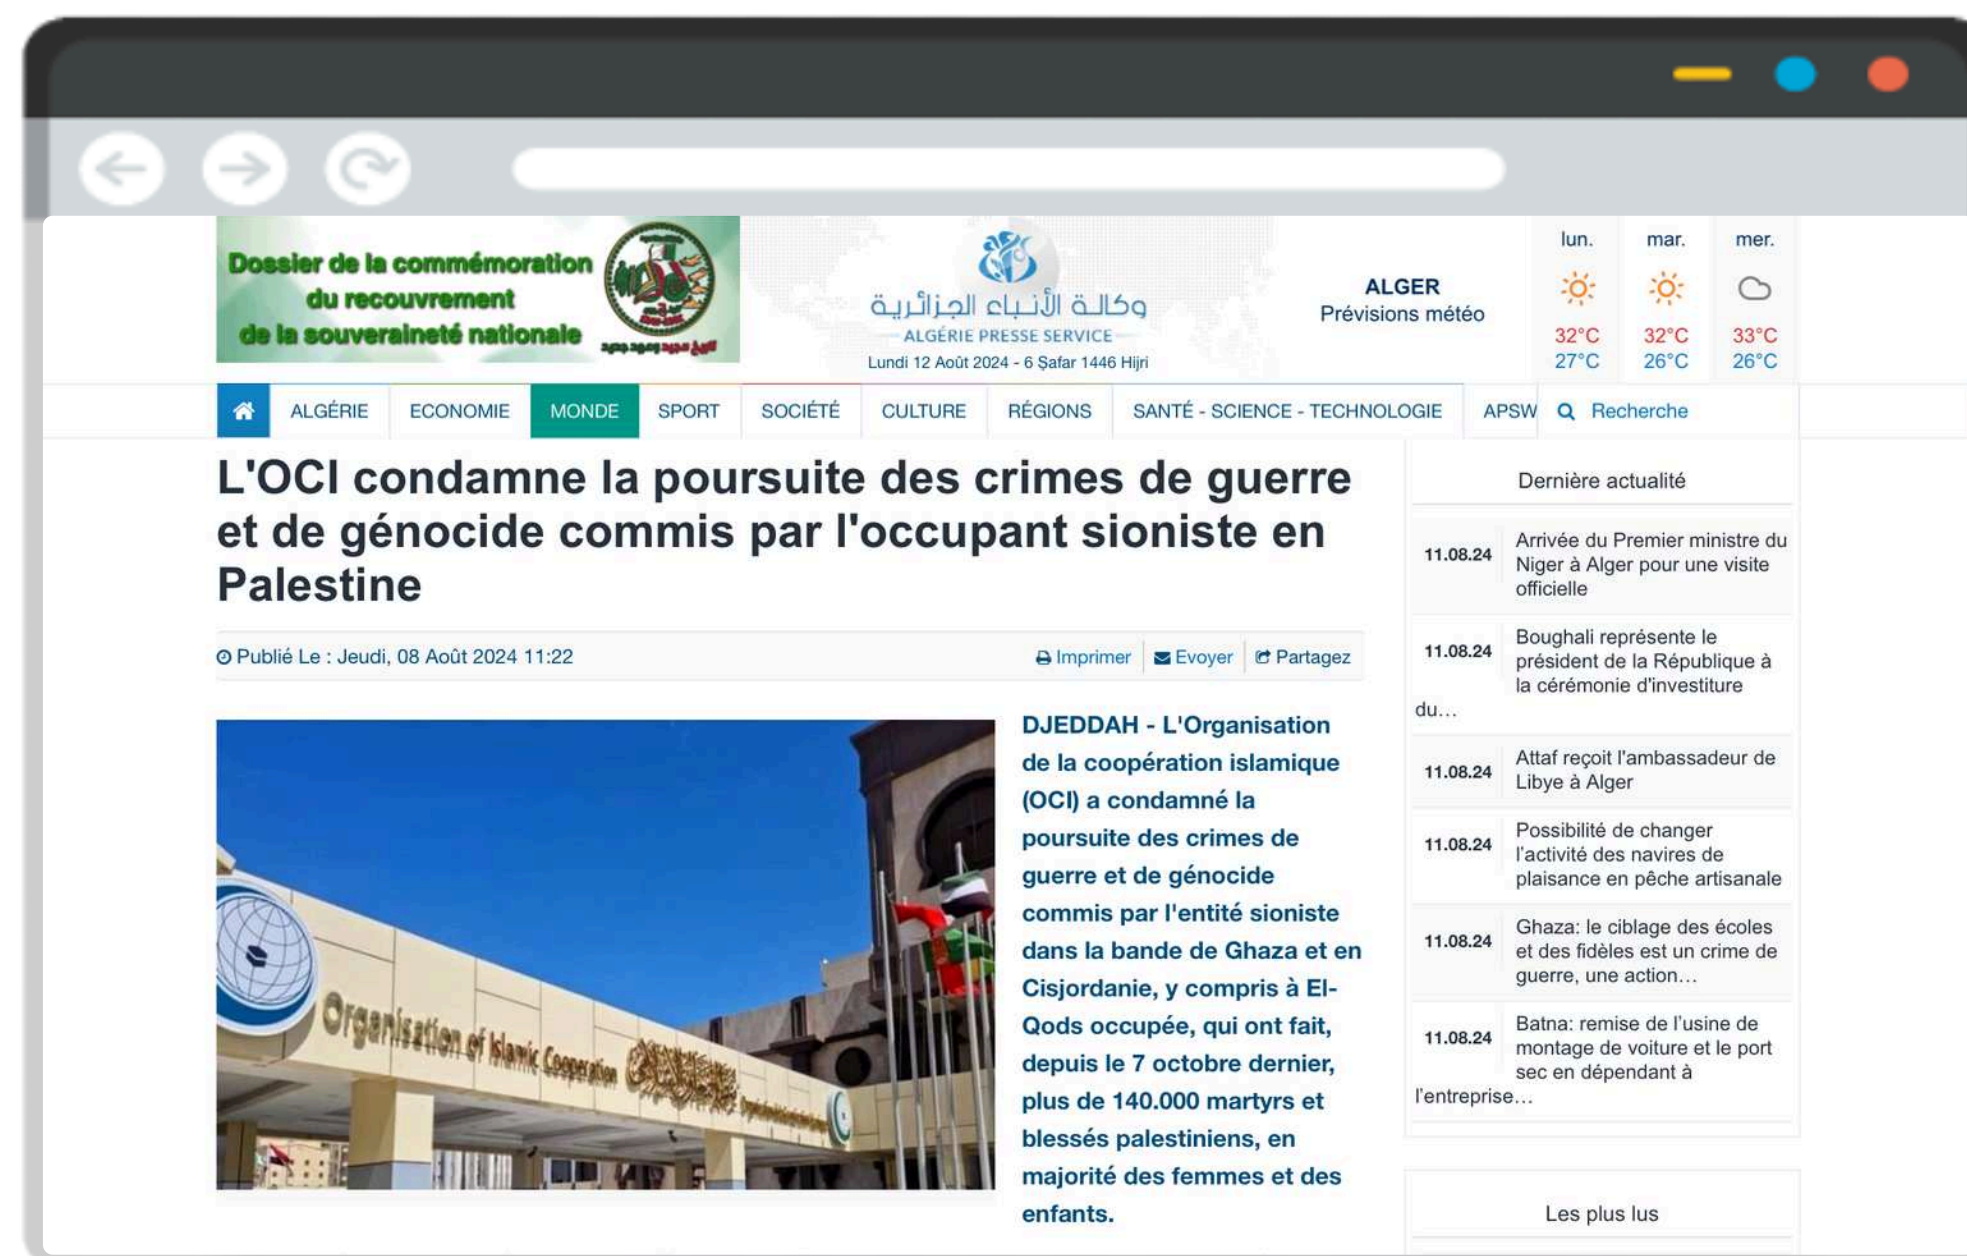 Dossier de la commémoration
du recouvrement
de la souveraineté nationale
وكالة الأنباء الجزائرية
ALGÉRIE PRESSE SERVICE
Lundi 12 Août 2024 - 6 Ṣafar 1446 Hijri
ALGER
Prévisions météo
lun. mar. mer.
32°C 32°C 33°C
27°C 26°C 26°C
ALGÉRIE ECONOMIE MONDE SPORT SOCIÉTÉ CULTURE RÉGIONS SANTÉ - SCIENCE - TECHNOLOGIE APSW Recherche
L'OCI condamne la poursuite des crimes de guerre
et de génocide commis par l'occupant sioniste en
Palestine
Publié Le : Jeudi, 08 Août 2024 11:22
Imprimer Evoyer Partagez
Organisation of Islamic Cooperation
DJEDDAH - L'Organisation
de la coopération islamique
(OCI) a condamné la
poursuite des crimes de
guerre et de génocide
commis par l'entité sioniste
dans la bande de Ghaza et en
Cisjordanie, y compris à El-
Qods occupée, qui ont fait,
depuis le 7 octobre dernier,
plus de 140.000 martyrs et
blessés palestiniens, en
majorité des femmes et des
enfants.
Dernière actualité
11.08.24
Arrivée du Premier ministre du
Niger à Alger pour une visite
officielle
11.08.24
Boughali représente le
président de la République à
la cérémonie d'investiture
du…
11.08.24
Attaf reçoit l'ambassadeur de
Libye à Alger
11.08.24
Possibilité de changer
l'activité des navires de
plaisance en pêche artisanale
11.08.24
Ghaza: le ciblage des écoles
et des fidèles est un crime de
guerre, une action…
11.08.24
Batna: remise de l'usine de
montage de voiture et le port
sec en dépendant à
l'entreprise…
Les plus lus